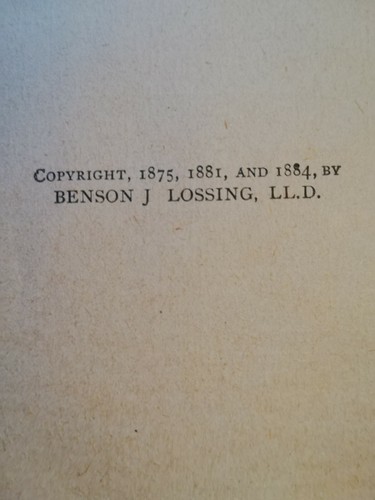 COPYRIGHT, 1875, 1881, AND 1884, BY
BENSON J LOSSING, LL.D.